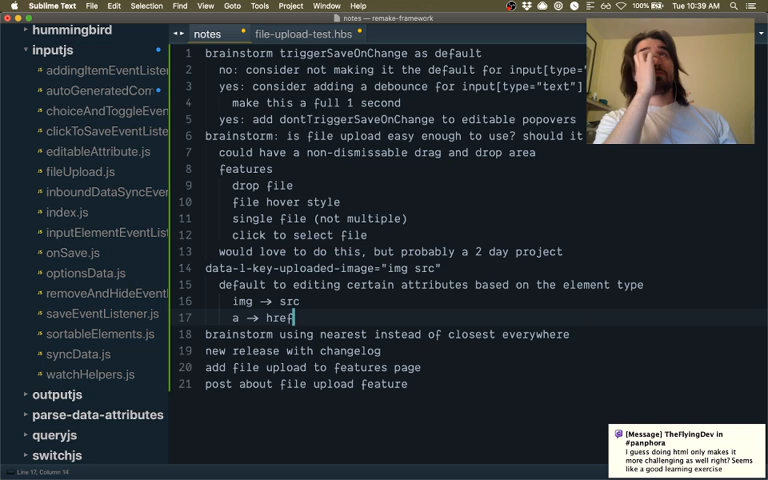 Sublime Text File Edit Selection Find View Goto Tools Project Window Help 100% Tue 10:39 AM
notes — remake-framework
hummingbird
inputjs
addingItemEventListe
autoGeneratedCom
choiceAndToggleEven
clickToSaveEventListe
editableAttribute.js
fileUpload.js
inboundDataSyncEver
index.js
inputElementEventList
onSave.js
optionsData.js
removeAndHideEventl
saveEventListener.js
sortableElements.js
syncData.js
watchHelpers.js
outputjs
parse-data-attributes
queryjs
switchjs
notes file-upload-test.hbs
1 brainstorm triggerSaveOnChange as default
2 no: consider not making it the default for input[type="
3 yes: consider adding a debounce for input[type="text"]
4 make this a full 1 second
5 yes: add dontTriggerSaveOnChange to editable popovers
6 brainstorm: is file upload easy enough to use? should it
7 could have a non-dismissable drag and drop area
8 features
9 drop file
10 file hover style
11 single file (not multiple)
12 click to select file
13 would love to do this, but probably a 2 day project
14 data-l-key-uploaded-image="img src"
15 default to editing certain attributes based on the element type
16 img → src
17 a → href
18 brainstorm using nearest instead of closest everywhere
19 new release with changelog
20 add file upload to features page
21 post about file upload feature
[Message] TheFlyingDev in
#panphora
I guess doing html only makes it
more challenging as well right? Seems
like a good learning exercise
Line 17, Column 14